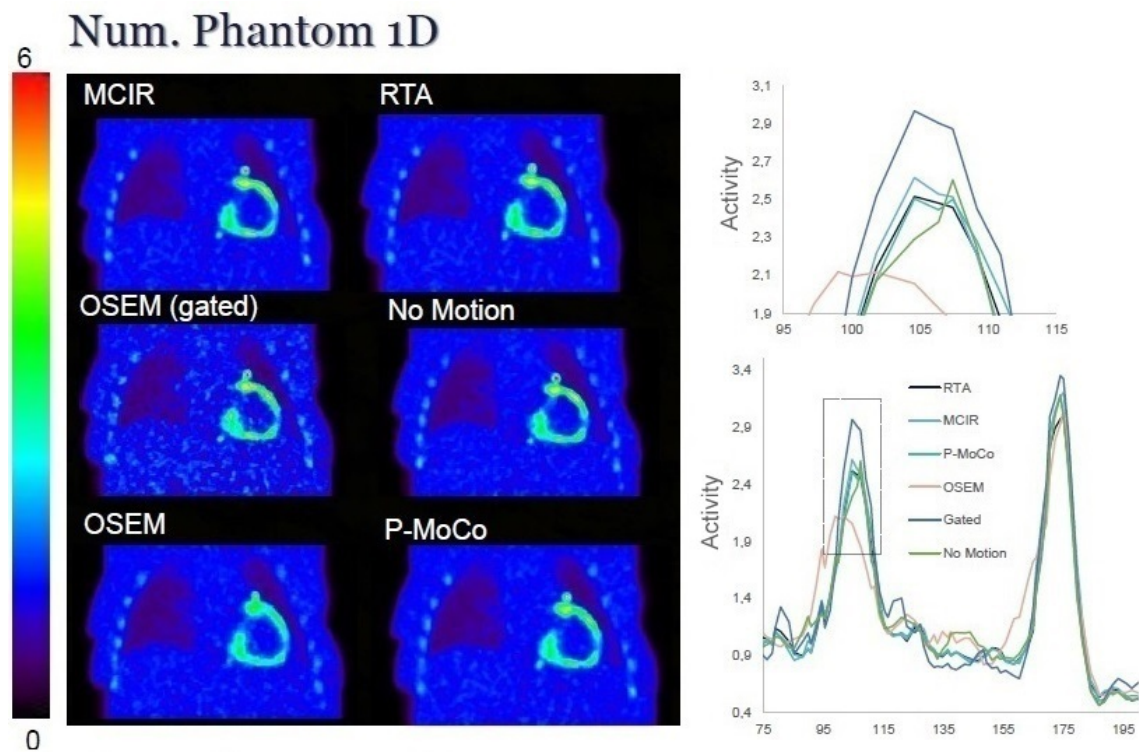 Num. Phantom 1D
6
0
MCIR
RTA
OSEM (gated)
No Motion
OSEM
P-MoCo
3,1
2,9
2,7
2,5
2,3
2,1
1,9
Activity
95
100
105
110
115
3,4
2,9
2,4
1,9
1,4
0,9
0,4
Activity
RTA
MCIR
P-MoCo
OSEM
Gated
No Motion
75
95
115
135
155
175
195